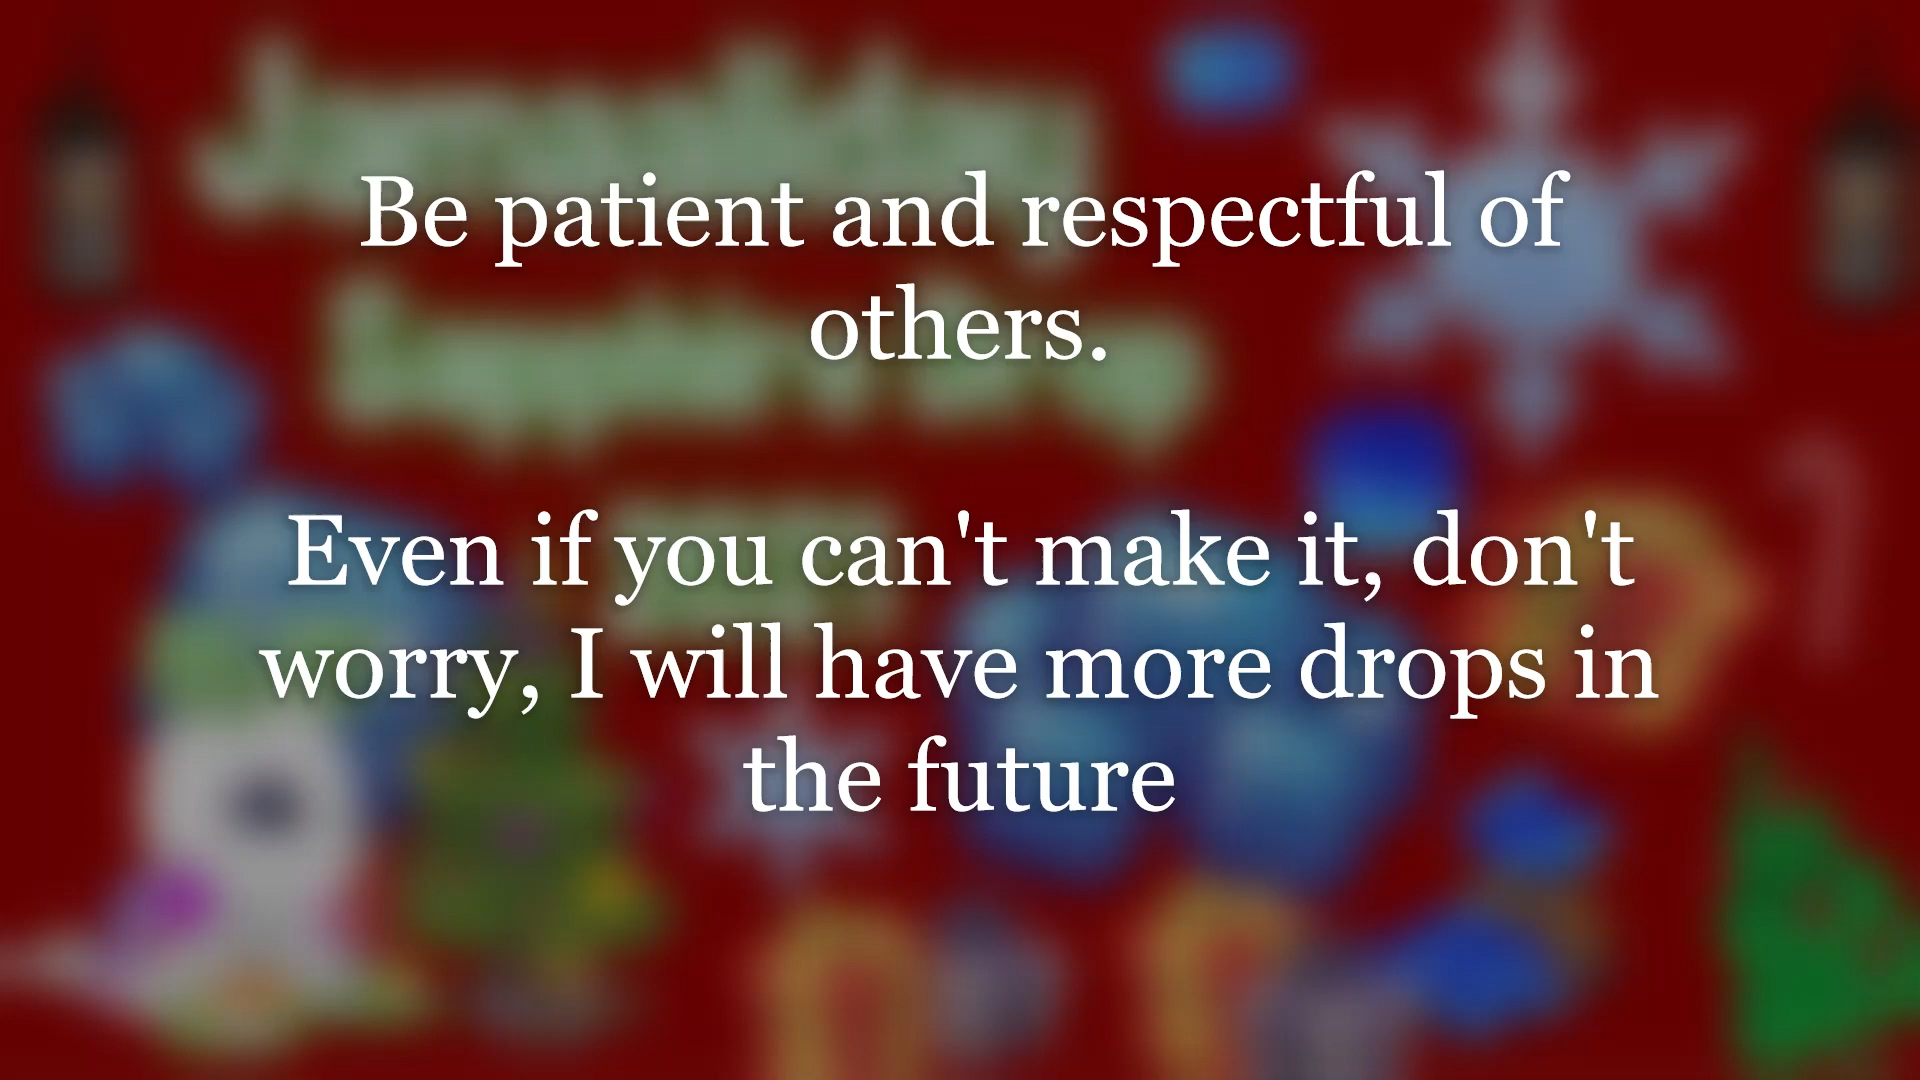 Be patient and respectful of
others.
Even if you can't make it, don't
worry, I will have more drops in
the future